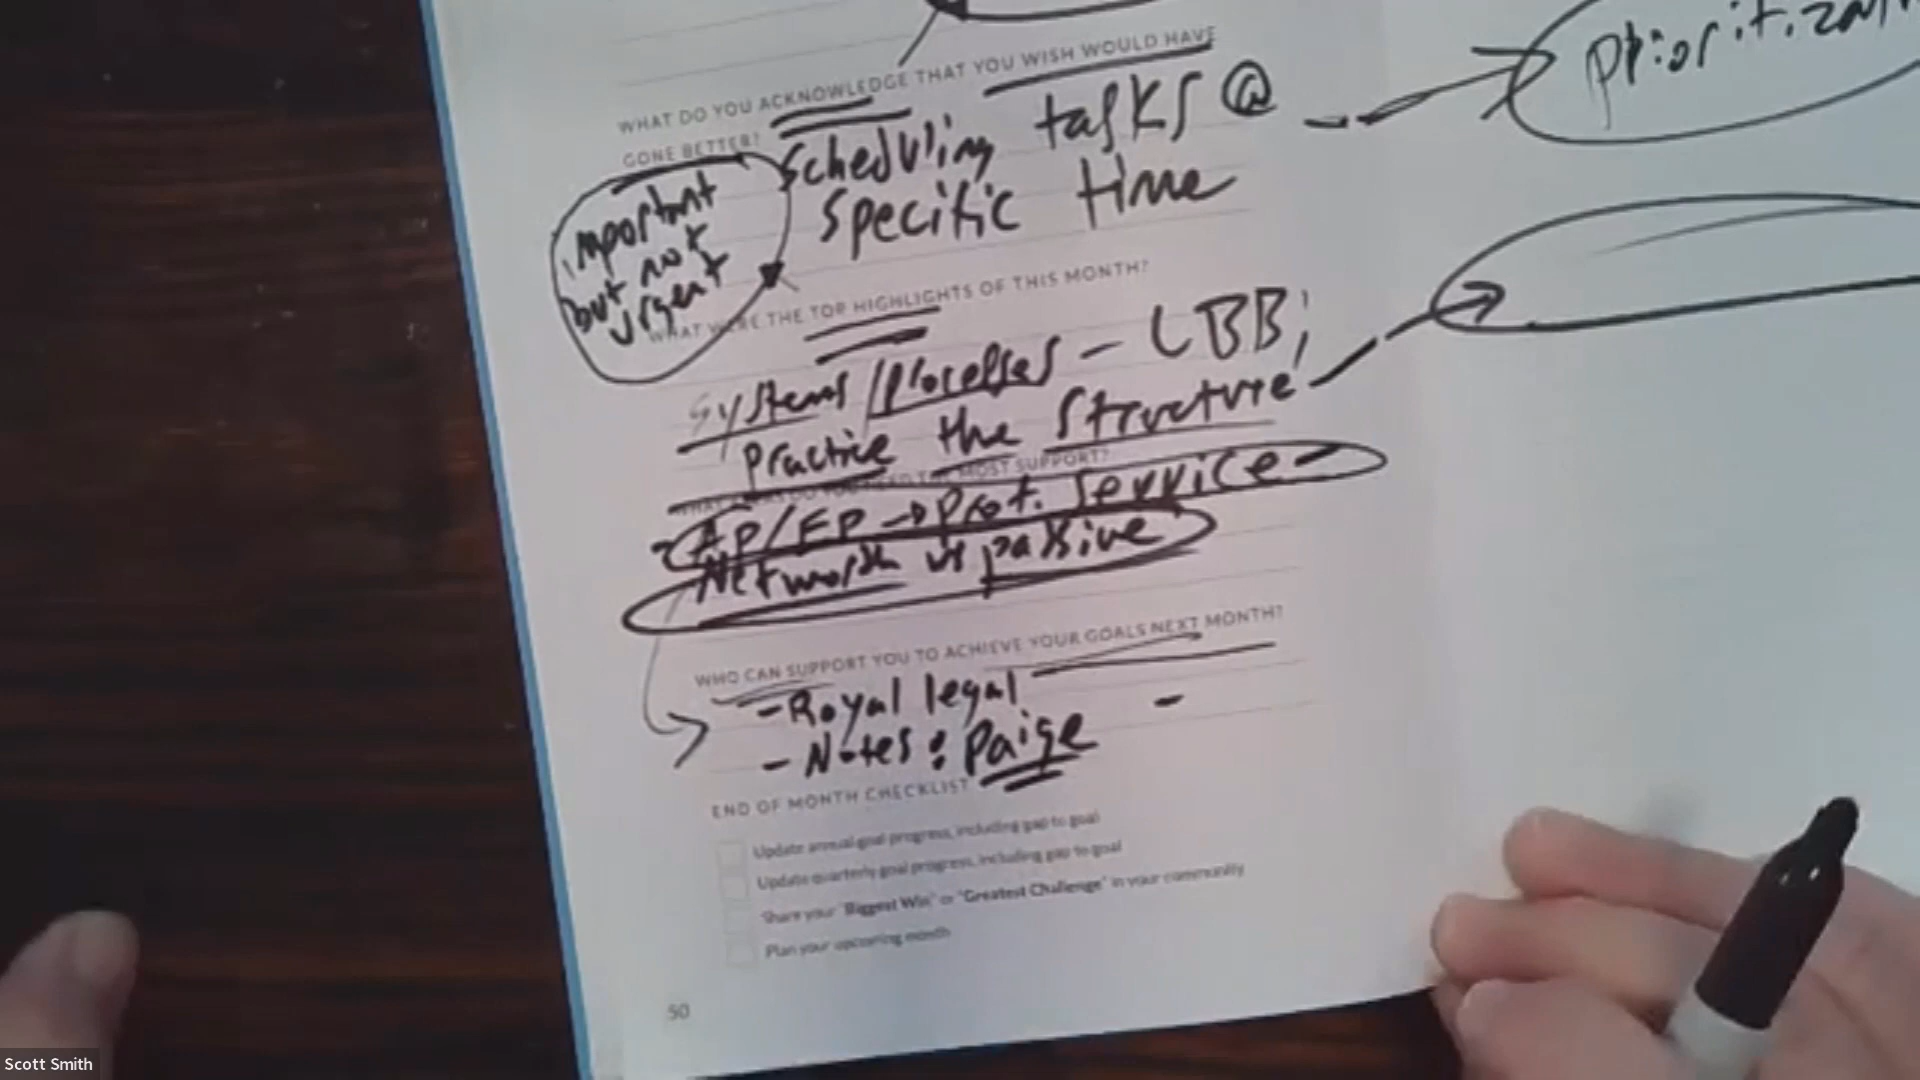 WHAT DO YOU ACKNOWLEDGE THAT YOU WISH WOULD HAVE
GONE BETTER?
Scheduling tasks @
specific time
important
but not
urgent
WHAT WERE THE TOP HIGHLIGHTS OF THIS MONTH?
Systems/processes - LBB;
practice the structure
MOST SUPPORT?
AP/FP → Prof. Service
Networth vs passive
WHO CAN SUPPORT YOU TO ACHIEVE YOUR GOALS NEXT MONTH?
- Royal legal -
- Notes: Paige
END OF MONTH CHECKLIST
Update annual goal progress, including gap to goal
Update quarterly goal progress, including gap to goal
Share your "Biggest Win" or "Greatest Challenge" in your community
Plan your upcoming month
50
Scott Smith